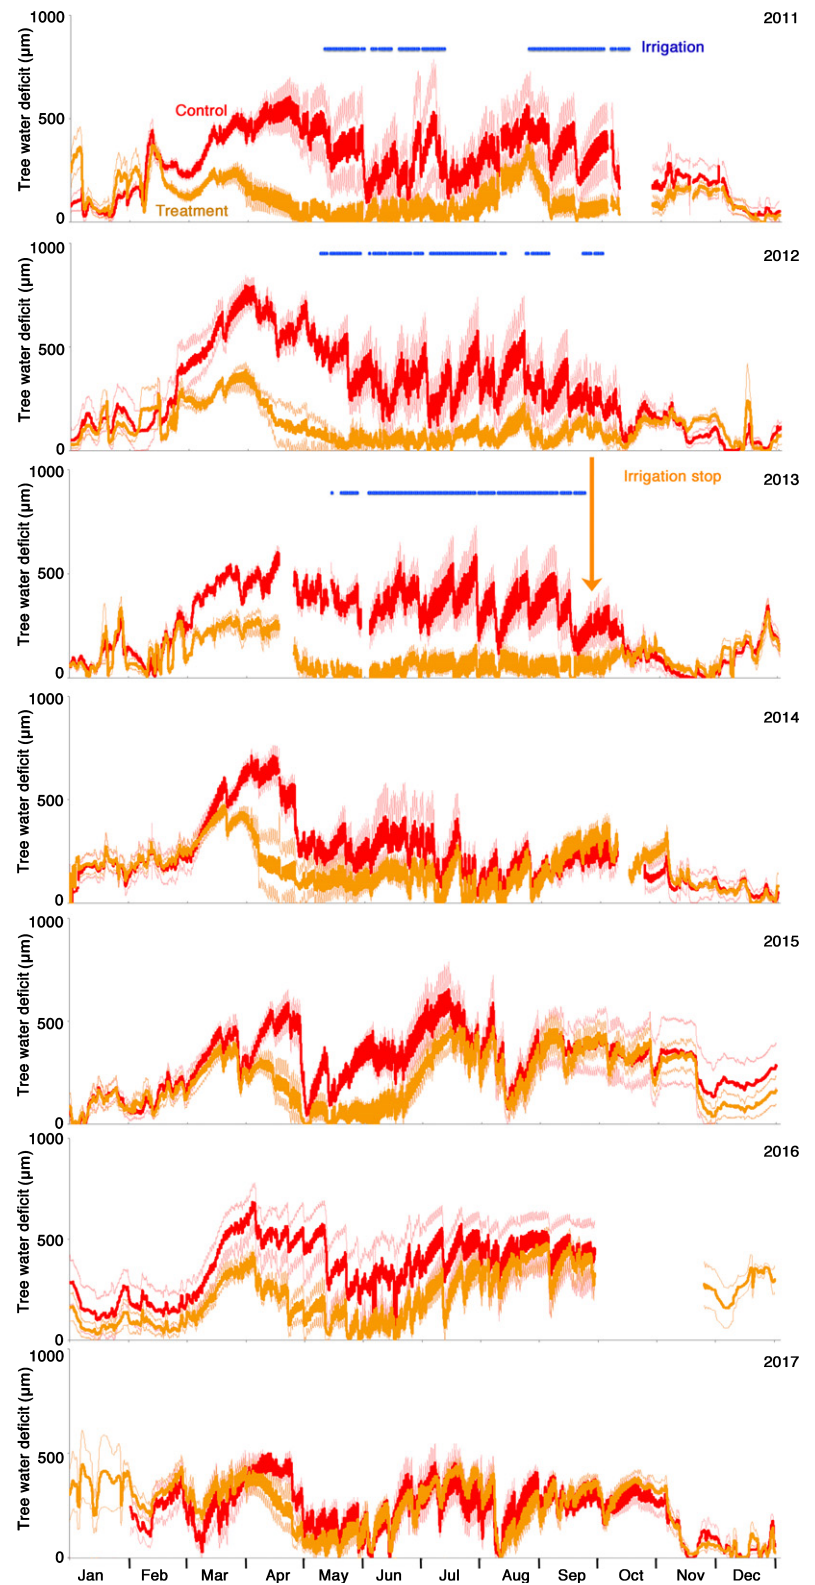 1000
2011
Irrigation
Tree water deficit (µm)
Control
500
Treatment
0
1000
2012
Tree water deficit (µm)
500
0
1000
Irrigation stop
2013
Tree water deficit (µm)
500
0
1000
2014
Tree water deficit (µm)
500
0
1000
2015
Tree water deficit (µm)
500
0
1000
2016
Tree water deficit (µm)
500
0
1000
2017
Tree water deficit (µm)
500
0
Jan Feb Mar Apr May Jun Jul Aug Sep Oct Nov Dec